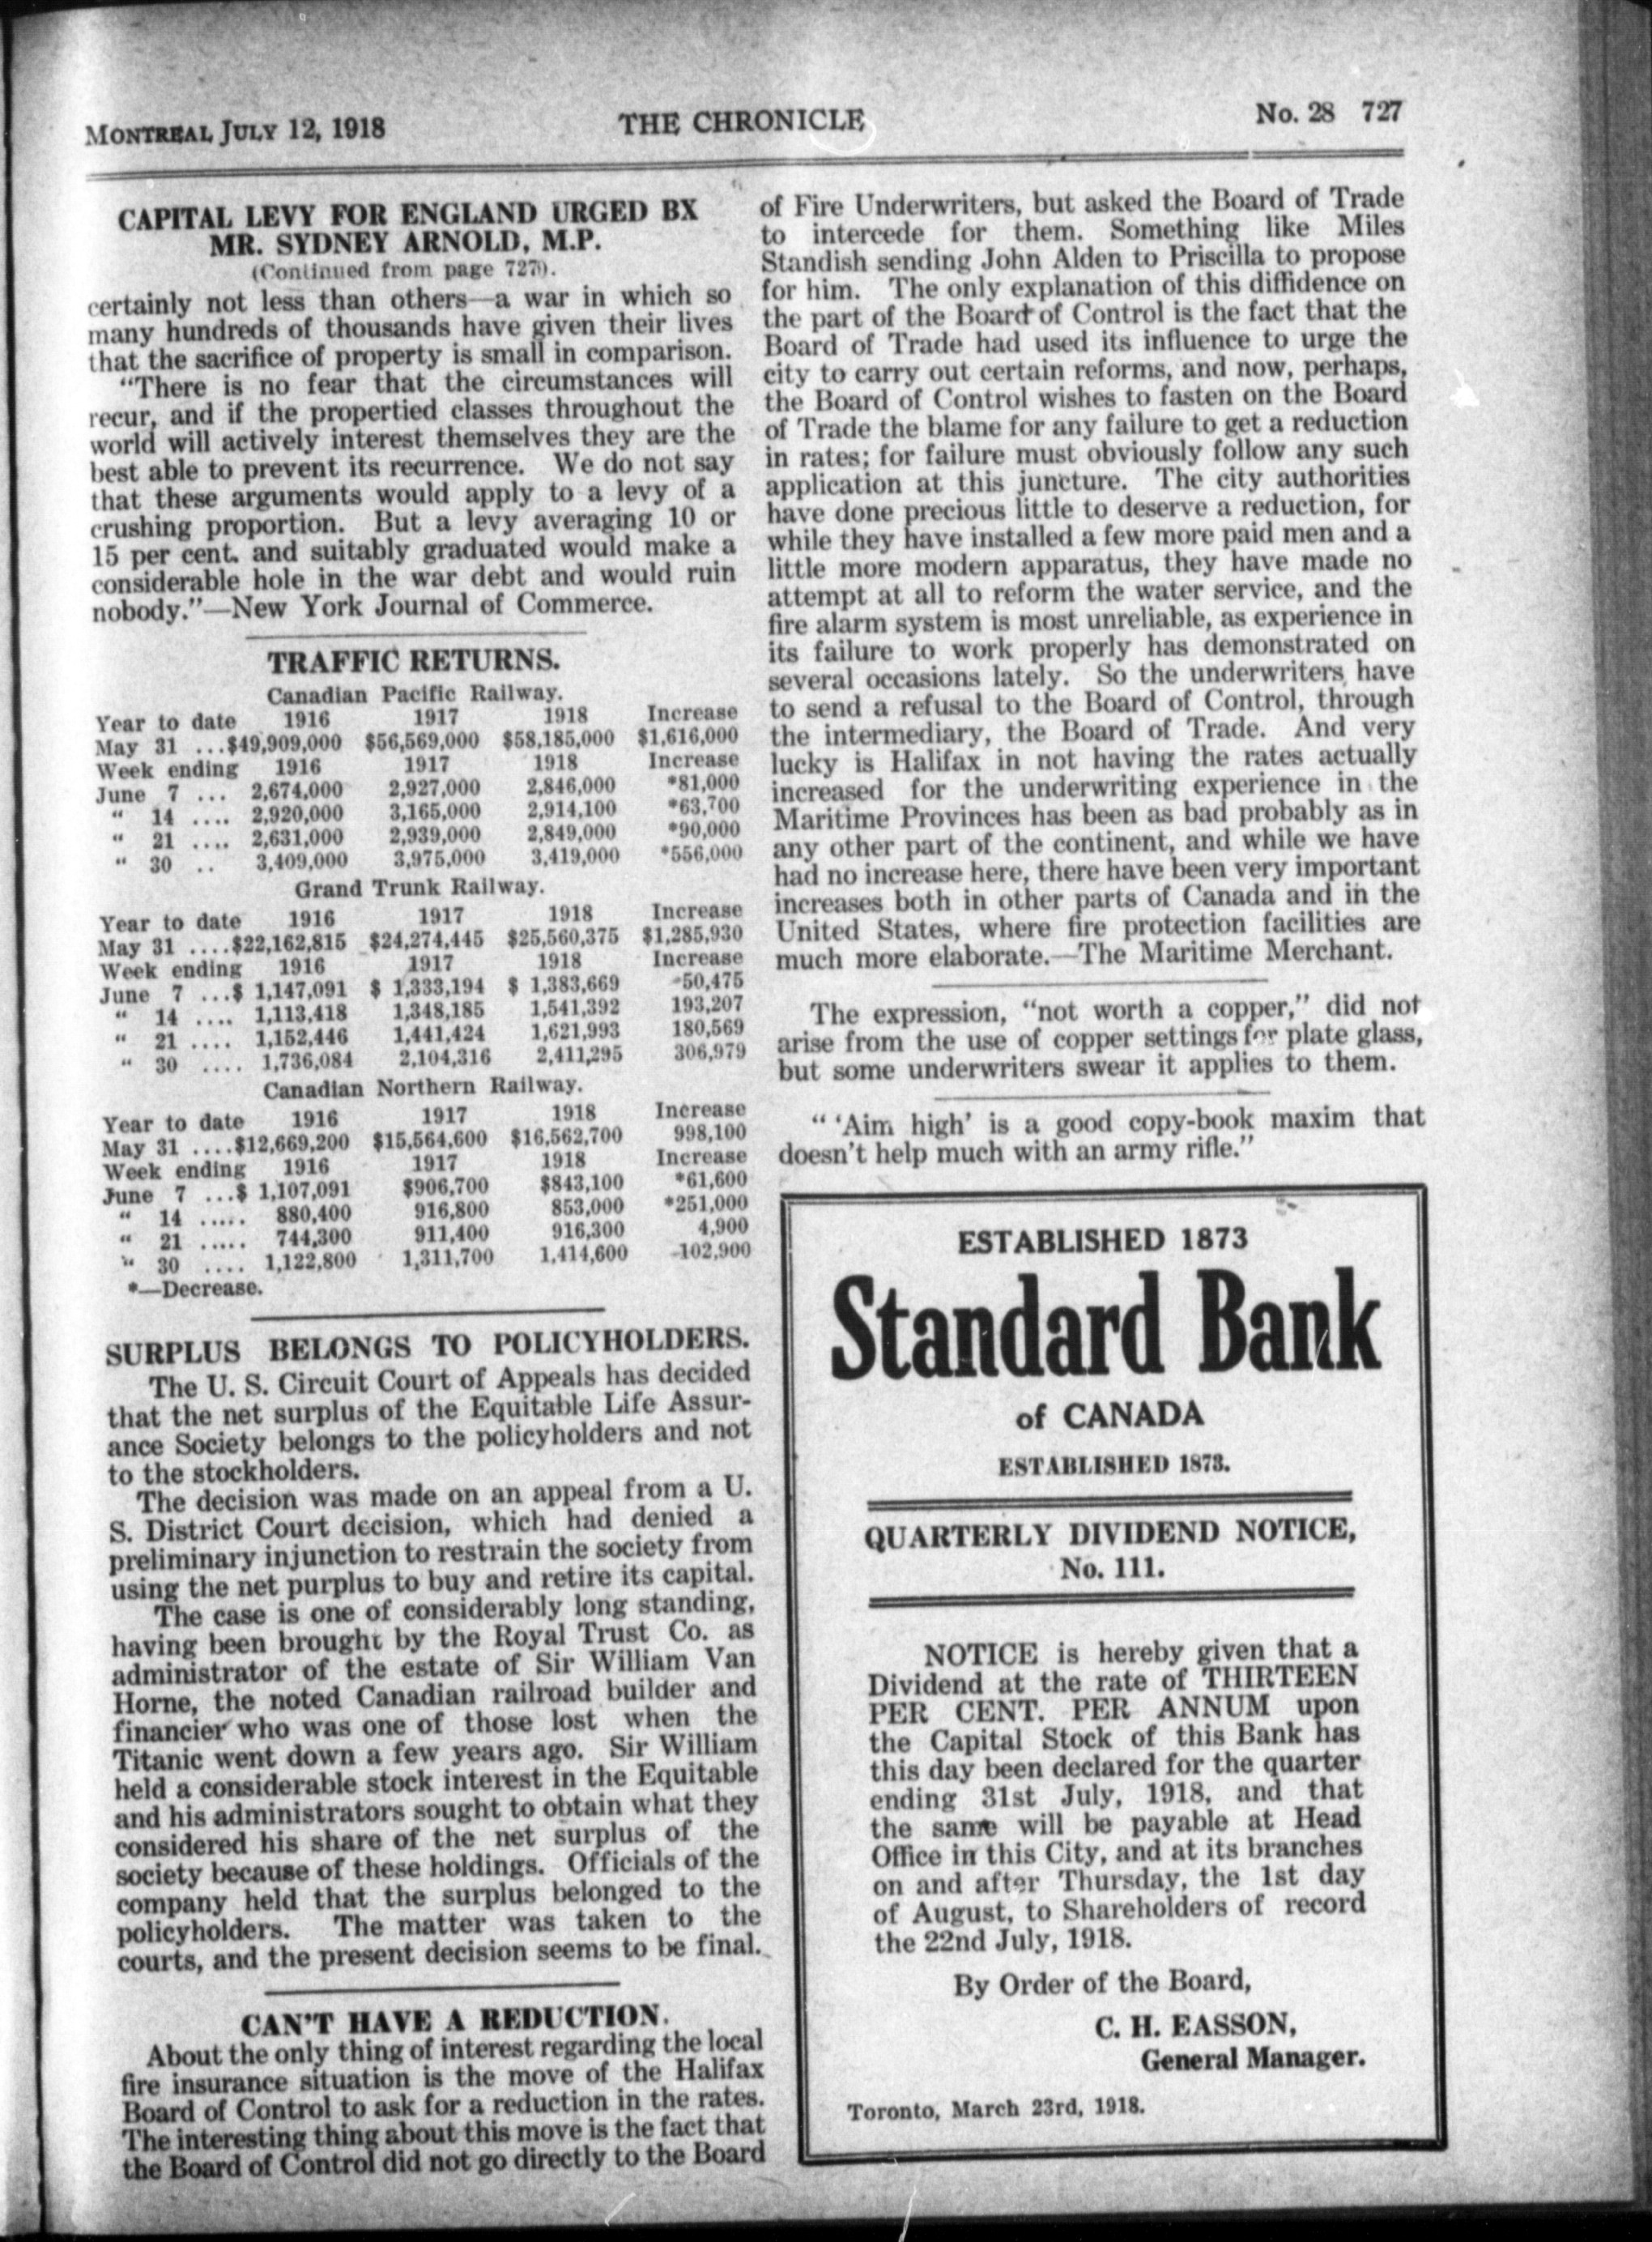 MONTREAL JULY 12, 1918 THE CHRONICLE No. 28 727
CAPITAL LEVY FOR ENGLAND URGED BX
MR. SYDNEY ARNOLD, M.P.
(Continued from page 727).
certainly not less than others—a war in which so
many hundreds of thousands have given their lives
that the sacrifice of property is small in comparison.
"There is no fear that the circumstances will
recur, and if the propertied classes throughout the
world will actively interest themselves they are the
best able to prevent its recurrence. We do not say
that these arguments would apply to a levy of a
crushing proportion. But a levy averaging 10 or
15 per cent. and suitably graduated would make a
considerable hole in the war debt and would ruin
nobody."—New York Journal of Commerce.
TRAFFIC RETURNS.
Canadian Pacific Railway.
Year to date 1916 1917 1918 Increase
May 31 ...$49,909,000 $56,569,000 $58,185,000 $1,616,000
Week ending 1916 1917 1918 Increase
June 7 ... 2,674,000 2,927,000 2,846,000 *81,000
" 14 .... 2,920,000 3,165,000 2,914,100 *63,700
" 21 .... 2,631,000 2,939,000 2,849,000 *90,000
" 30 .. 3,409,000 3,975,000 3,419,000 *556,000
Grand Trunk Railway.
Year to date 1916 1917 1918 Increase
May 31 ....$22,162,815 $24,274,445 $25,560,375 $1,285,930
Week ending 1916 1917 1918 Increase
June 7 ...$ 1,147,091 $ 1,333,194 $ 1,383,669 50,475
" 14 .... 1,113,418 1,348,185 1,541,392 193,207
" 21 .... 1,152,446 1,441,424 1,621,993 180,569
" 30 .... 1,736,084 2,104,316 2,411,295 306,979
Canadian Northern Railway.
Year to date 1916 1917 1918 Increase
May 31 ....$12,669,200 $15,564,600 $16,562,700 998,100
Week ending 1916 1917 1918 Increase
June 7 ...$ 1,107,091 $906,700 $843,100 *61,600
" 14 ..... 880,400 916,800 853,000 *251,000
" 21 ..... 744,300 911,400 916,300 4,900
" 30 .... 1,122,800 1,311,700 1,414,600 102,900
*—Decrease.
SURPLUS BELONGS TO POLICYHOLDERS.
The U. S. Circuit Court of Appeals has decided
that the net surplus of the Equitable Life Assur-
ance Society belongs to the policyholders and not
to the stockholders.
The decision was made on an appeal from a U.
S. District Court decision, which had denied a
preliminary injunction to restrain the society from
using the net purplus to buy and retire its capital.
The case is one of considerably long standing,
having been brought by the Royal Trust Co. as
administrator of the estate of Sir William Van
Horne, the noted Canadian railroad builder and
financier who was one of those lost when the
Titanic went down a few years ago. Sir William
held a considerable stock interest in the Equitable
and his administrators sought to obtain what they
considered his share of the net surplus of the
society because of these holdings. Officials of the
company held that the surplus belonged to the
policyholders. The matter was taken to the
courts, and the present decision seems to be final.
CAN'T HAVE A REDUCTION.
About the only thing of interest regarding the local
fire insurance situation is the move of the Halifax
Board of Control to ask for a reduction in the rates.
The interesting thing about this move is the fact that
the Board of Control did not go directly to the Board
of Fire Underwriters, but asked the Board of Trade
to intercede for them. Something like Miles
Standish sending John Alden to Priscilla to propose
for him. The only explanation of this diffidence on
the part of the Board of Control is the fact that the
Board of Trade had used its influence to urge the
city to carry out certain reforms, and now, perhaps,
the Board of Control wishes to fasten on the Board
of Trade the blame for any failure to get a reduction
in rates; for failure must obviously follow any such
application at this juncture. The city authorities
have done precious little to deserve a reduction, for
while they have installed a few more paid men and a
little more modern apparatus, they have made no
attempt at all to reform the water service, and the
fire alarm system is most unreliable, as experience in
its failure to work properly has demonstrated on
several occasions lately. So the underwriters have
to send a refusal to the Board of Control, through
the intermediary, the Board of Trade. And very
lucky is Halifax in not having the rates actually
increased for the underwriting experience in the
Maritime Provinces has been as bad probably as in
any other part of the continent, and while we have
had no increase here, there have been very important
increases both in other parts of Canada and in the
United States, where fire protection facilities are
much more elaborate.—The Maritime Merchant.
The expression, "not worth a copper," did not
arise from the use of copper settings for plate glass,
but some underwriters swear it applies to them.
" 'Aim high' is a good copy-book maxim that
doesn't help much with an army rifle."
ESTABLISHED 1873
Standard Bank
of CANADA
ESTABLISHED 1873.
QUARTERLY DIVIDEND NOTICE,
No. 111.
NOTICE is hereby given that a
Dividend at the rate of THIRTEEN
PER CENT. PER ANNUM upon
the Capital Stock of this Bank has
this day been declared for the quarter
ending 31st July, 1918, and that
the same will be payable at Head
Office in this City, and at its branches
on and after Thursday, the 1st day
of August, to Shareholders of record
the 22nd July, 1918.
By Order of the Board,
C. H. EASSON,
General Manager.
Toronto, March 23rd, 1918.